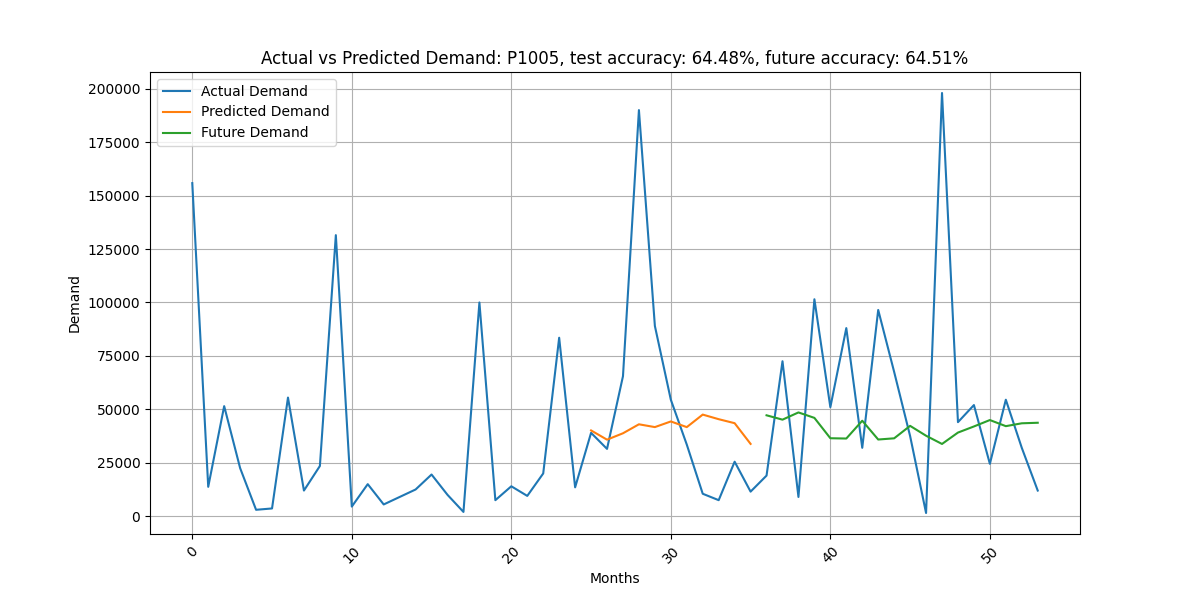 Actual vs Predicted Demand: P1005, test accuracy: 64.48%, future accuracy: 64.51%
Actual Demand
Predicted Demand
Future Demand
200000
175000
150000
125000
100000
75000
50000
25000
0
Demand
0
10
20
30
40
50
Months